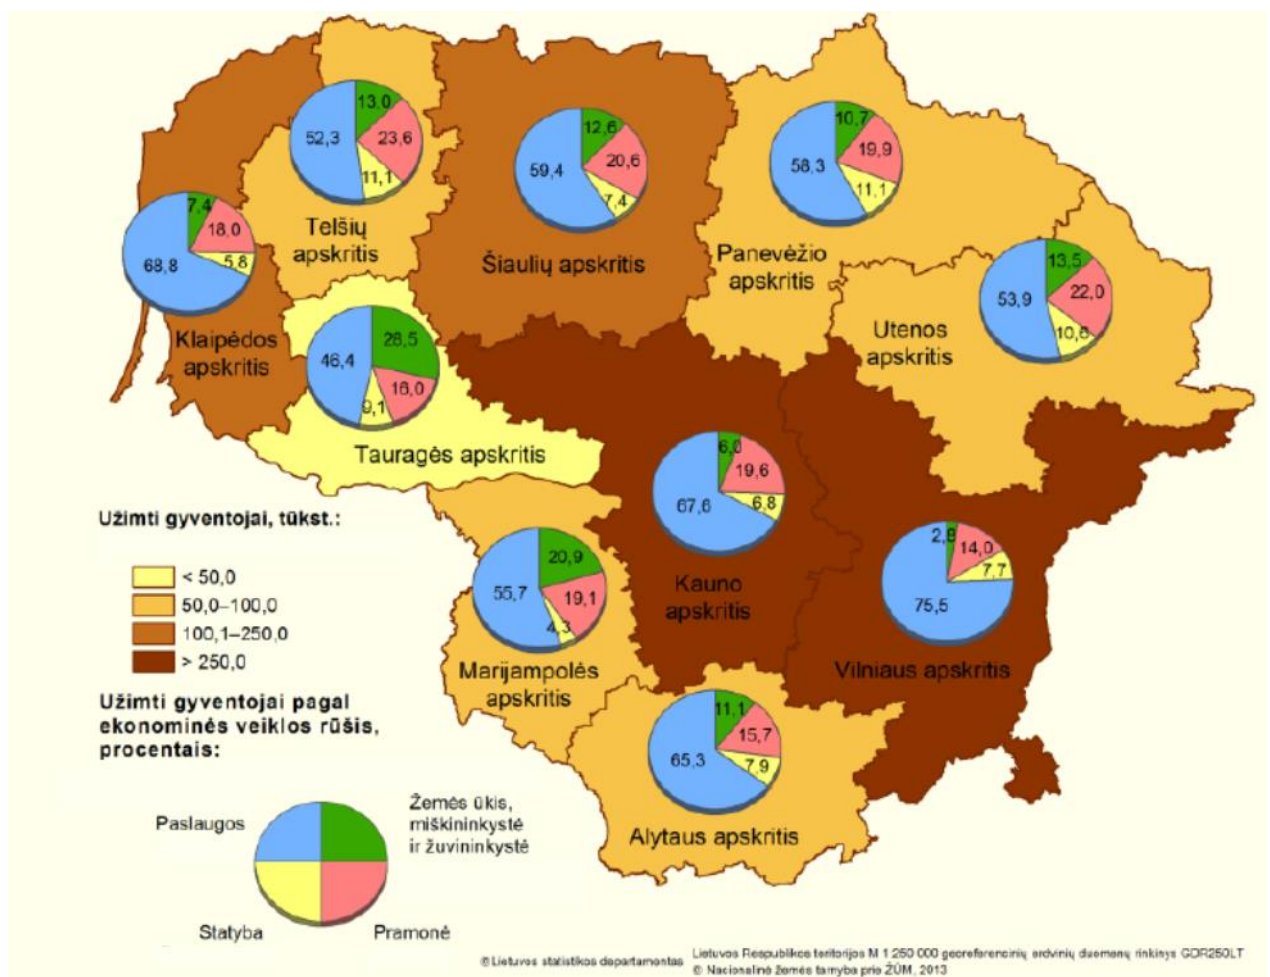 13,0
52,3
23,6
11,1
Telšių
apskritis
12,6
59,4
20,6
7,4
Šiaulių apskritis
10,7
58,3
19,9
11,1
Panevėžio
apskritis
7,4
18,0
68,8
5,8
Klaipėdos
apskritis
13,5
53,9
22,0
10,6
Utenos
apskritis
28,5
46,4
16,0
9,1
Tauragės apskritis
6,0
19,6
67,6
6,8
Kauno
apskritis
2,8
14,0
7,7
75,5
Vilniaus apskritis
20,9
55,7
19,1
4,3
Marijampolės
apskritis
11,1
15,7
65,3
7,9
Alytaus apskritis
Užimti gyventojai, tūkst.:
< 50,0
50,0–100,0
100,1–250,0
> 250,0
Užimti gyventojai pagal
ekonominės veiklos rūšis,
procentais:
Paslaugos
Žemės ūkis,
miškininkystė
ir žuvininkystė
Statyba
Pramonė
© Lietuvos statistikos departamentas
Lietuvos Respublikos teritorijos M 1:250 000 georeferencinių erdvinių duomenų rinkinys GDR250LT
© Nacionalinė žemės tarnyba prie ŽŪM, 2013